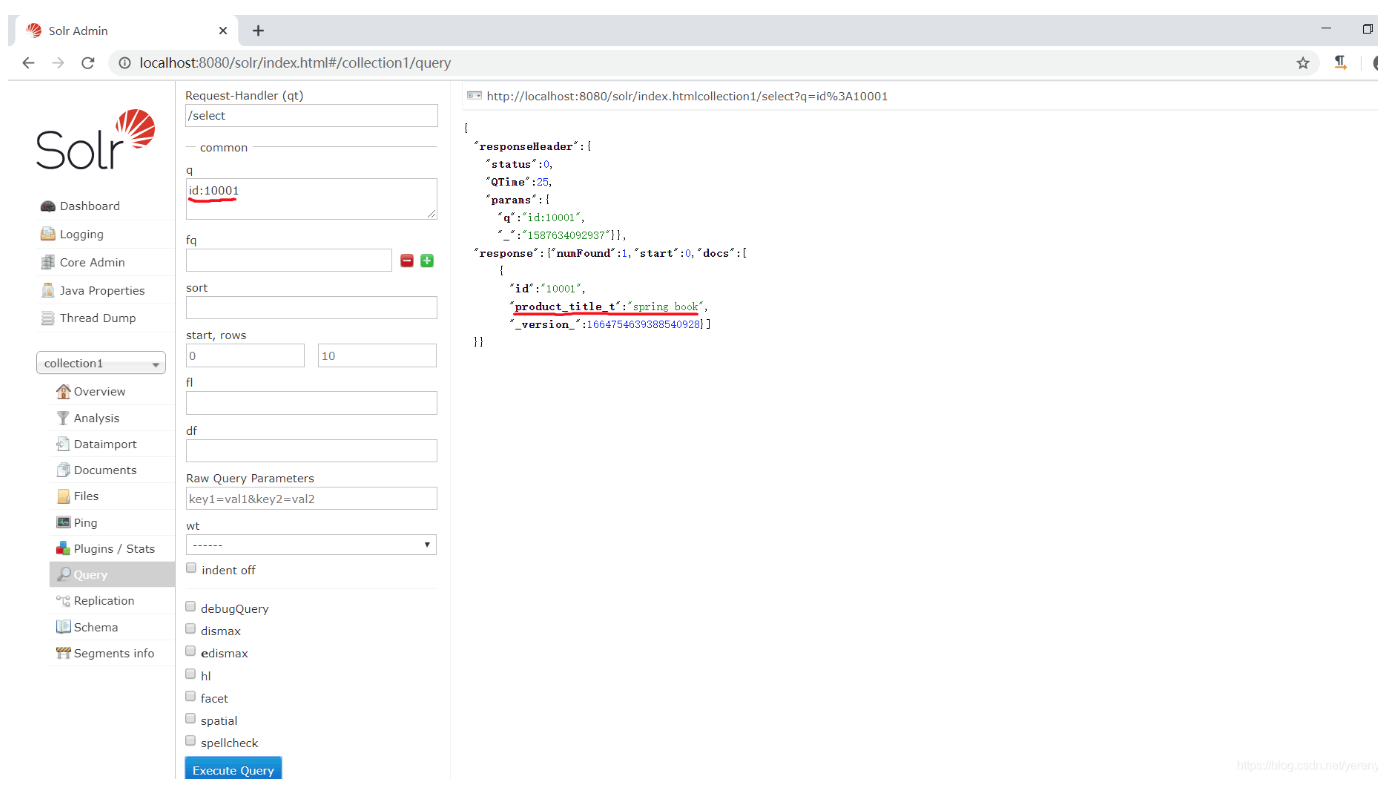 Solr Admin
localhost:8080/solr/index.html#/collection1/query
Solr
Dashboard
Logging
Core Admin
Java Properties
Thread Dump
collection1
Overview
Analysis
Dataimport
Documents
Files
Ping
Plugins / Stats
Query
Replication
Schema
Segments info
Request-Handler (qt)
/select
common
q
id:10001
fq
sort
start, rows
0 10
fl
df
Raw Query Parameters
key1=val1&key2=val2
wt
------
indent off
debugQuery
dismax
edismax
hl
facet
spatial
spellcheck
Execute Query
http://localhost:8080/solr/index.htmlcollection1/select?q=id%3A10001
{
"responseHeader":{
"status":0,
"QTime":25,
"params":{
"q":"id:10001",
"_":"1587634092937"}},
"response":{"numFound":1,"start":0,"docs":[
{
"id":"10001",
"product_title_t":"spring book",
"_version_":1664754639388540928}]
}}